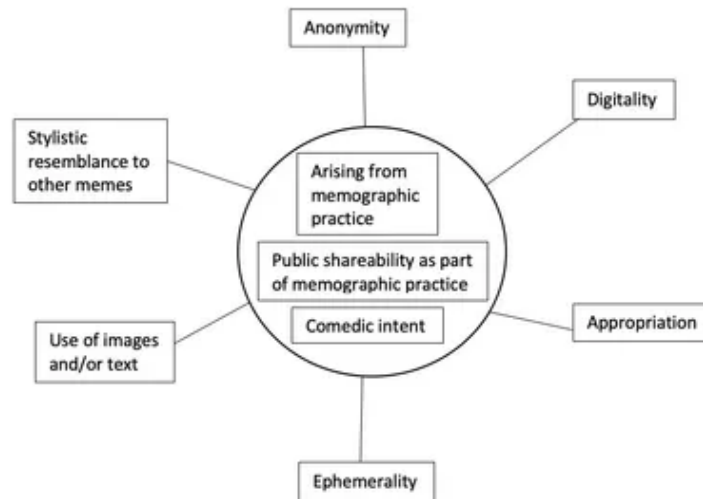 Anonymity
Digitality
Stylistic
resemblance to
other memes
Arising from
memographic
practice
Public shareability as part
of memographic practice
Comedic intent
Use of images
and/or text
Appropriation
Ephemerality